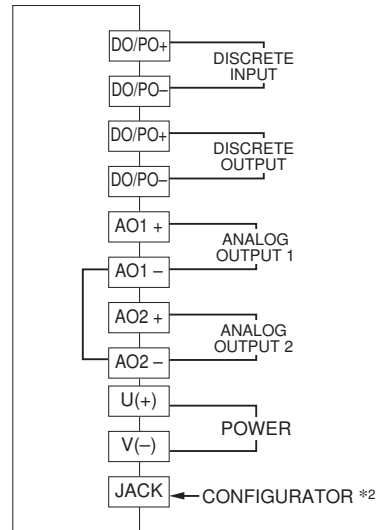 DO/PO+
DISCRETE
INPUT
DO/PO–
DO/PO+
DISCRETE
OUTPUT
DO/PO–
AO1 +
ANALOG
OUTPUT 1
AO1 –
AO2 +
ANALOG
OUTPUT 2
AO2 –
U(+)
POWER
V(–)
JACK
CONFIGURATOR *2